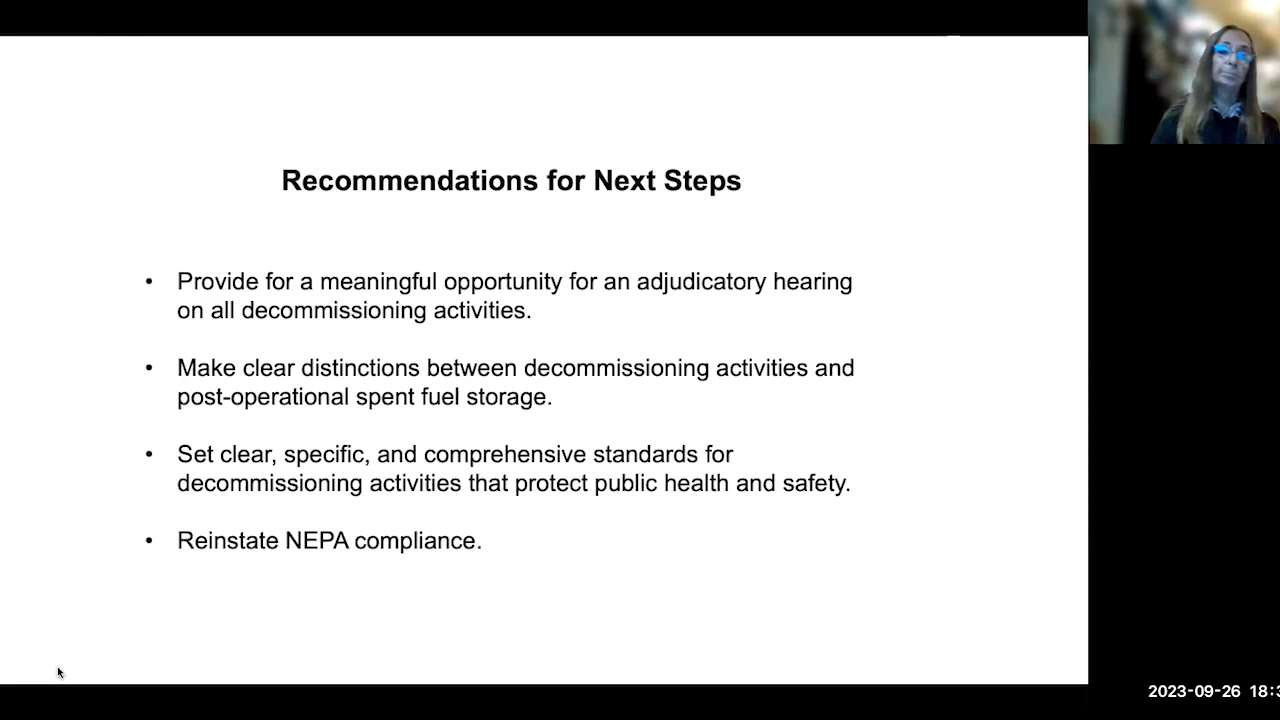 Recommendations for Next Steps
• Provide for a meaningful opportunity for an adjudicatory hearing
on all decommissioning activities.
• Make clear distinctions between decommissioning activities and
post-operational spent fuel storage.
• Set clear, specific, and comprehensive standards for
decommissioning activities that protect public health and safety.
• Reinstate NEPA compliance.
2023-09-26 18:3